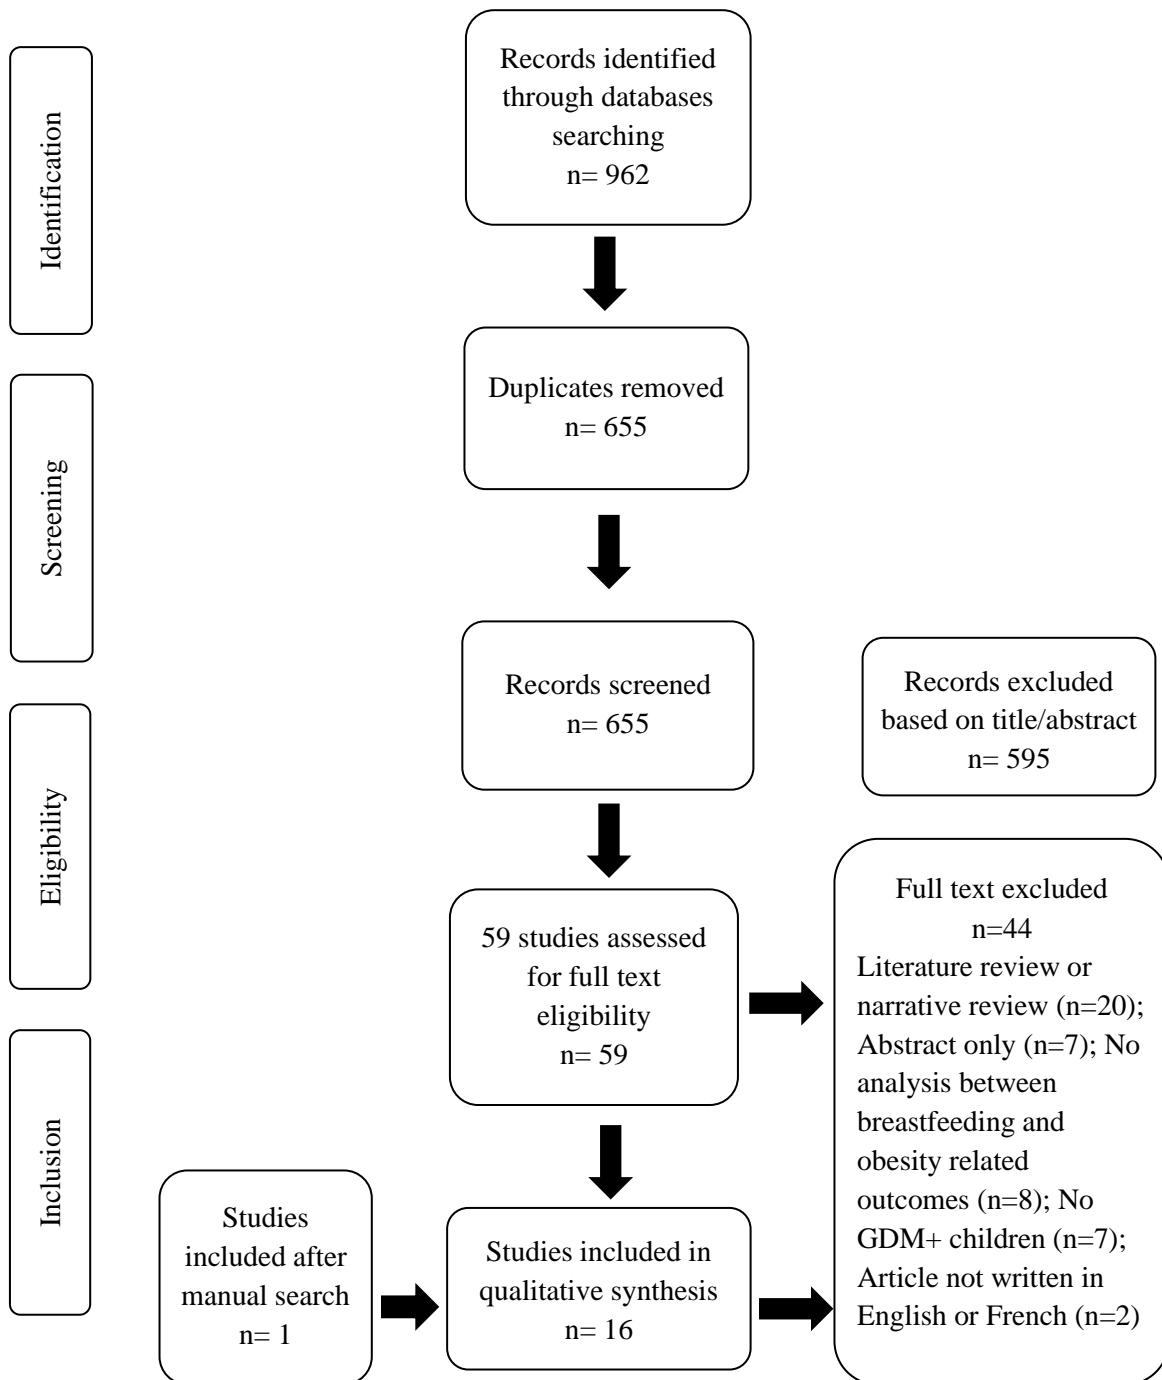 Identification
Records identified
through databases
searching
n= 962
Duplicates removed
n= 655
Screening
Records screened
n= 655
Records excluded
based on title/abstract
n= 595
Eligibility
59 studies assessed
for full text
eligibility
n= 59
Full text excluded
n=44
Literature review or
narrative review (n=20);
Abstract only (n=7); No
analysis between
breastfeeding and
obesity related
outcomes (n=8); No
GDM+ children (n=7);
Article not written in
English or French (n=2)
Inclusion
Studies
included after
manual search
n= 1
Studies included in
qualitative synthesis
n= 16